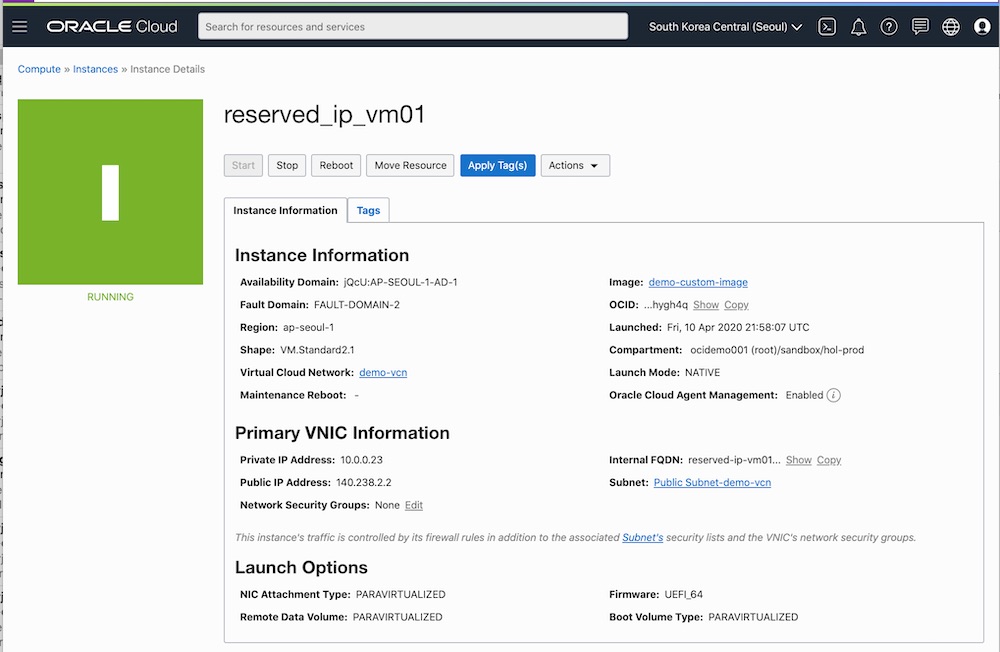 ORACLE Cloud
Search for resources and services
South Korea Central (Seoul)
Compute » Instances » Instance Details
reserved_ip_vm01
Start Stop Reboot Move Resource Apply Tag(s) Actions
RUNNING
Instance Information Tags
Instance Information
Availability Domain: jQcU:AP-SEOUL-1-AD-1
Fault Domain: FAULT-DOMAIN-2
Region: ap-seoul-1
Shape: VM.Standard2.1
Virtual Cloud Network: demo-vcn
Maintenance Reboot: -
Image: demo-custom-image
OCID: ...hygh4q Show Copy
Launched: Fri, 10 Apr 2020 21:58:07 UTC
Compartment: ocidemo001 (root)/sandbox/hol-prod
Launch Mode: NATIVE
Oracle Cloud Agent Management: Enabled
Primary VNIC Information
Private IP Address: 10.0.0.23
Public IP Address: 140.238.2.2
Network Security Groups: None Edit
Internal FQDN: reserved-ip-vm01... Show Copy
Subnet: Public Subnet-demo-vcn
This instance's traffic is controlled by its firewall rules in addition to the associated Subnet's security lists and the VNIC's network security groups.
Launch Options
NIC Attachment Type: PARAVIRTUALIZED
Remote Data Volume: PARAVIRTUALIZED
Firmware: UEFI_64
Boot Volume Type: PARAVIRTUALIZED